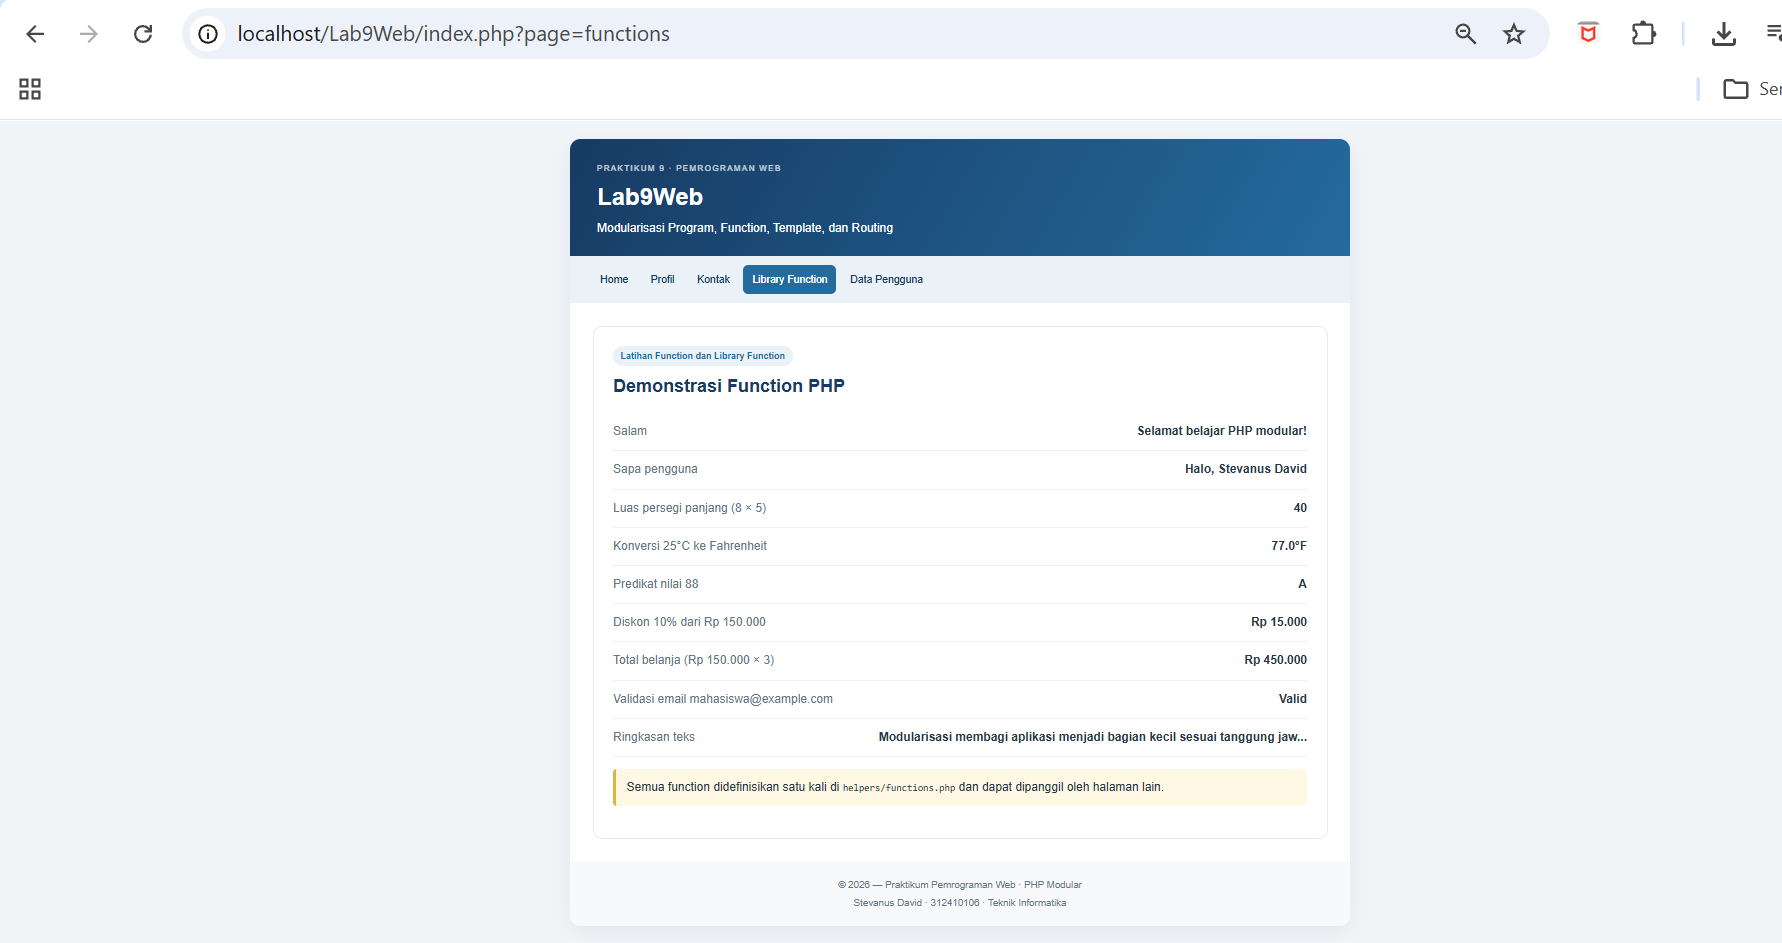 localhost/Lab9Web/index.php?page=functions
PRAKTIKUM 9 · PEMROGRAMAN WEB
Lab9Web
Modularisasi Program, Function, Template, dan Routing
Home Profil Kontak Library Function Data Pengguna
Latihan Function dan Library Function
Demonstrasi Function PHP
Salam Selamat belajar PHP modular!
Sapa pengguna Halo, Stevanus David
Luas persegi panjang (8 × 5) 40
Konversi 25°C ke Fahrenheit 77.0°F
Predikat nilai 88 A
Diskon 10% dari Rp 150.000 Rp 15.000
Total belanja (Rp 150.000 × 3) Rp 450.000
Validasi email mahasiswa@example.com Valid
Ringkasan teks Modularisasi membagi aplikasi menjadi bagian kecil sesuai tanggung jaw...
Semua function didefinisikan satu kali di helpers/functions.php dan dapat dipanggil oleh halaman lain.
© 2026 — Praktikum Pemrograman Web · PHP Modular
Stevanus David · 312410106 · Teknik Informatika